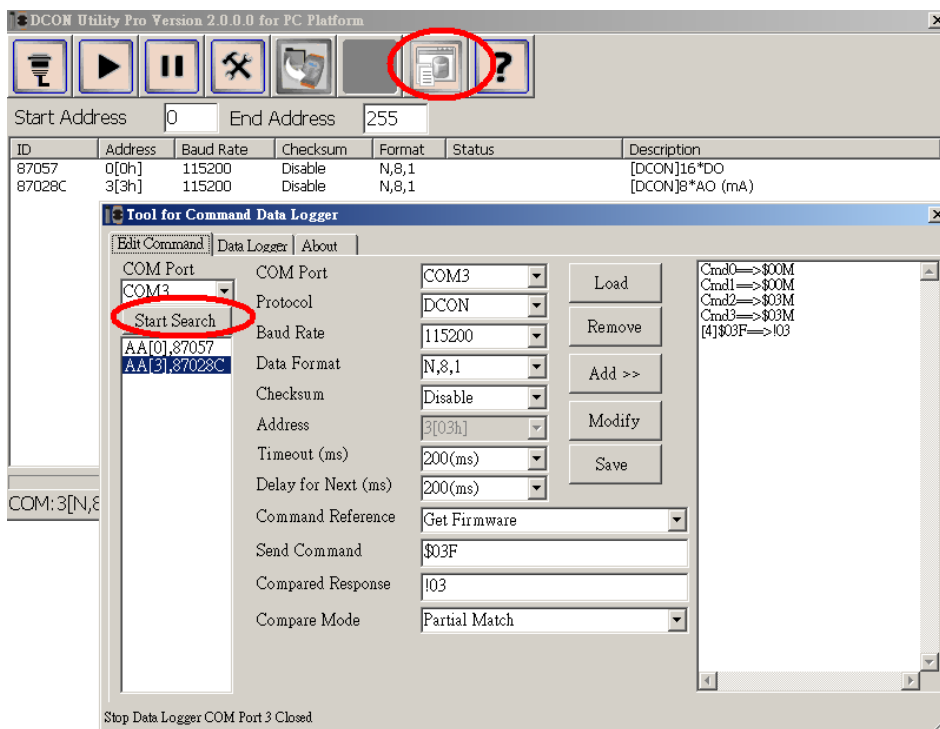 DCON Utility Pro Version 2.0.0.0 for PC Platform
?
Start Address 0 End Address 255
ID Address Baud Rate Checksum Format Status Description
87057 0[0h] 115200 Disable N,8,1 [DCON]16*DO
87028C 3[3h] 115200 Disable N,8,1 [DCON]8*AO (mA)
Tool for Command Data Logger
Edit Command Data Logger About
COM Port
COM3
Start Search
AA[0],87057
AA[3],87028C
COM Port COM3
Protocol DCON
Baud Rate 115200
Data Format N,8,1
Checksum Disable
Address 3[03h]
Timeout (ms) 200(ms)
Delay for Next (ms) 200(ms)
Command Reference Get Firmware
Send Command $03F
Compared Response !03
Compare Mode Partial Match
Load
Remove
Add >>
Modify
Save
Cmd0==>$00M
Cmd1==>$00M
Cmd2==>$03M
Cmd3==>$03M
[4]$03F==>!03
COM:3[N,8
Stop Data Logger COM Port 3 Closed